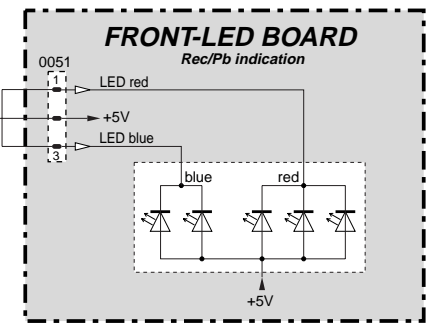 FRONT-LED BOARD
Rec/Pb indication
0051
1
LED red
+5V
LED blue
3
blue
red
+5V